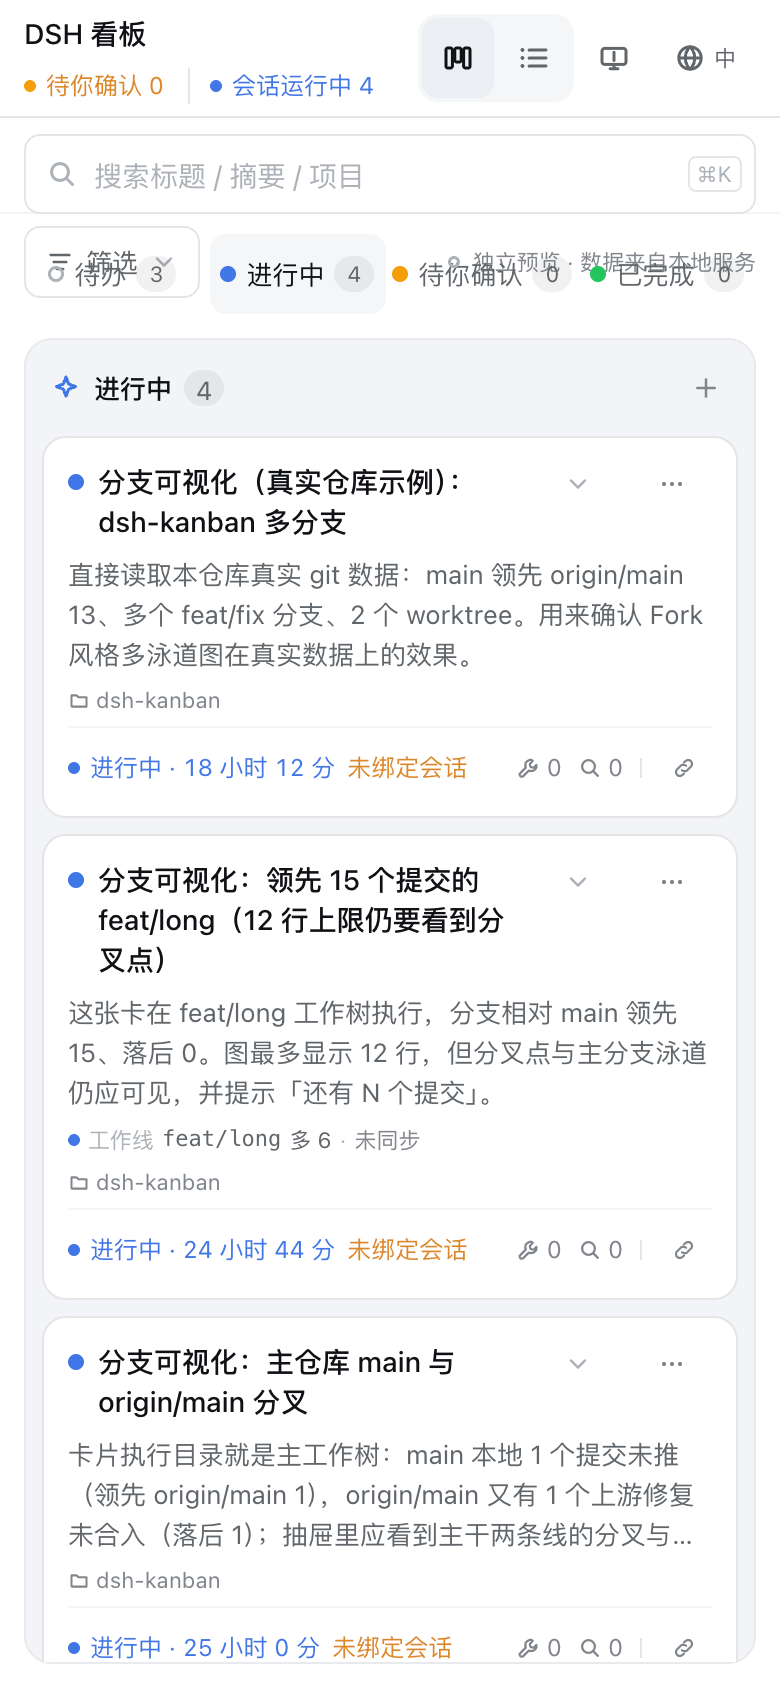 DSH 看板
待你确认 0
会话运行中 4
中
搜索标题 / 摘要 / 项目
⌘K
筛选
独立预览 · 数据来自本地服务
待办 3
进行中 4
待你确认 0
已完成 0
进行中 4
分支可视化（真实仓库示例）：
dsh-kanban 多分支
直接读取本仓库真实 git 数据：main 领先 origin/main
13、多个 feat/fix 分支、2 个 worktree。用来确认 Fork
风格多泳道图在真实数据上的效果。
dsh-kanban
进行中 · 18 小时 12 分 未绑定会话 0 0
分支可视化：领先 15 个提交的
feat/long（12 行上限仍要看到分
叉点）
这张卡在 feat/long 工作树执行，分支相对 main 领先
15、落后 0。图最多显示 12 行，但分叉点与主分支泳道
仍应可见，并提示「还有 N 个提交」。
工作线 feat/long 多 6 · 未同步
dsh-kanban
进行中 · 24 小时 44 分 未绑定会话 0 0
分支可视化：主仓库 main 与
origin/main 分叉
卡片执行目录就是主工作树：main 本地 1 个提交未推
（领先 origin/main 1），origin/main 又有 1 个上游修复
未合入（落后 1）；抽屉里应看到主干两条线的分叉与...
dsh-kanban
进行中 · 25 小时 0 分 未绑定会话 0 0